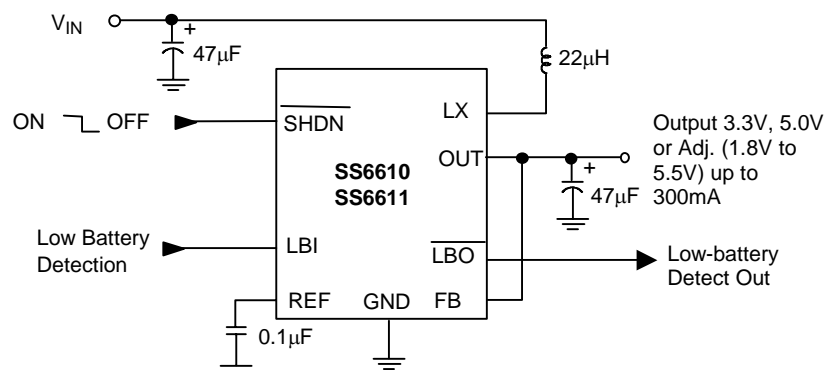 VIN
+
47µF
22µH
ON OFF
SHDN
LX
Output 3.3V, 5.0V
or Adj. (1.8V to
5.5V) up to
300mA
OUT
+
47µF
SS6610
SS6611
Low Battery
Detection
LBI
LBO
Low-battery
Detect Out
REF
GND
FB
0.1µF